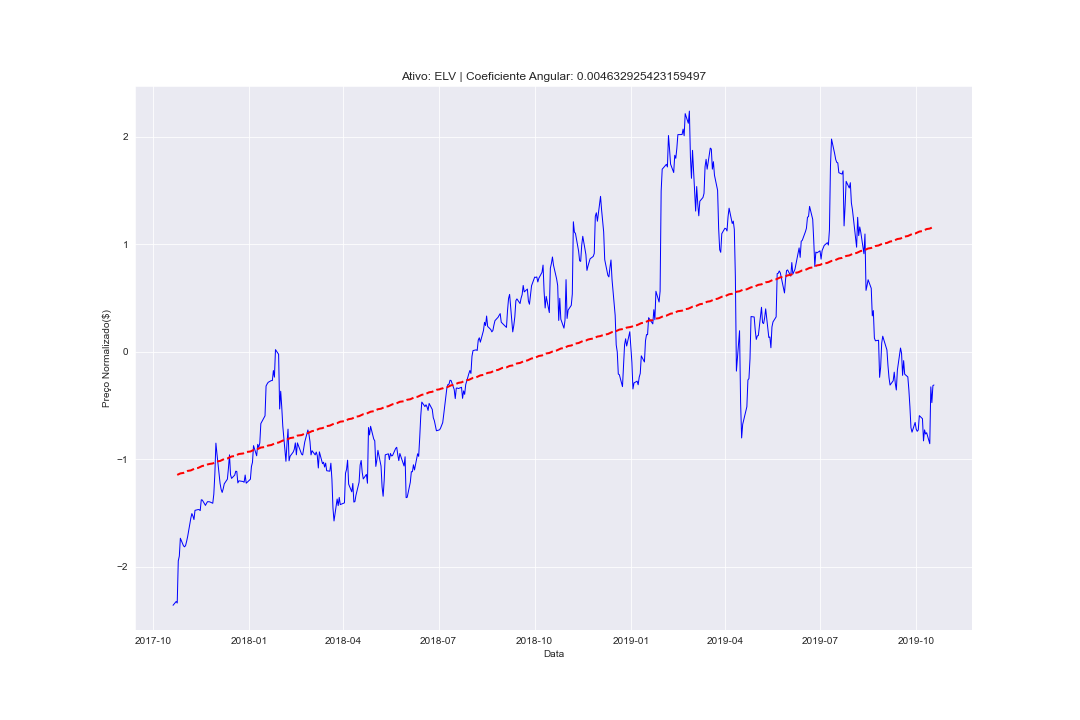 Ativo: ELV | Coeficiente Angular: 0.004632925423159497
Preço Normalizado($)
2
1
0
−1
−2
2017-10 2018-01 2018-04 2018-07 2018-10 2019-01 2019-04 2019-07 2019-10
Data